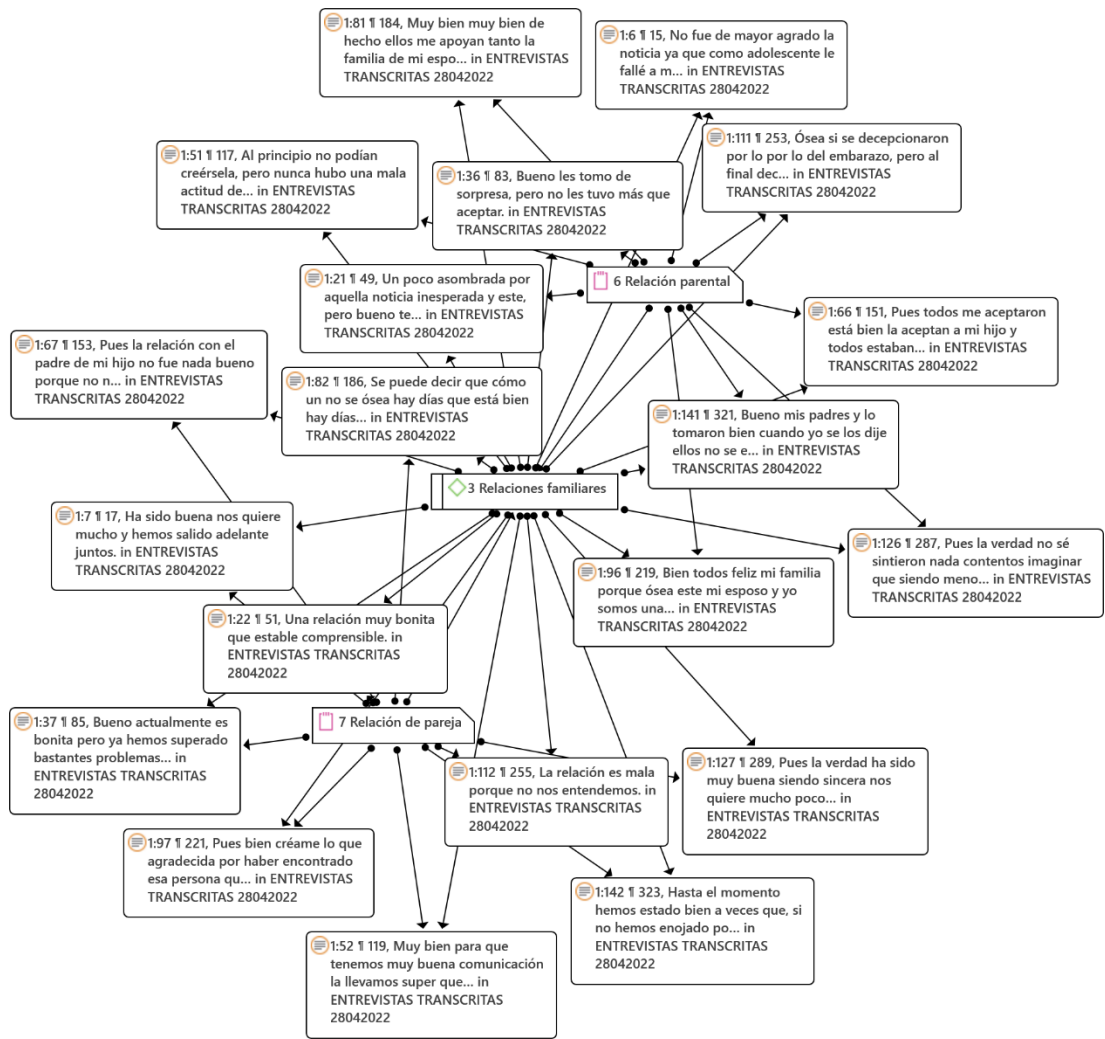 1:81 ¶ 184, Muy bien muy bien de
hecho ellos me apoyan tanto la
familia de mi espo... in ENTREVISTAS
TRANSCRITAS 28042022
1:6 ¶ 15, No fue de mayor agrado la
noticia ya que como adolescente le
fallé a m... in ENTREVISTAS
TRANSCRITAS 28042022
1:111 ¶ 253, Ósea si se decepcionaron
por lo por lo del embarazo, pero al
final dec... in ENTREVISTAS
TRANSCRITAS 28042022
1:51 ¶ 117, Al principio no podían
creérsela, pero nunca hubo una mala
actitud de... in ENTREVISTAS
TRANSCRITAS 28042022
1:36 ¶ 83, Bueno les tomo de
sorpresa, pero no les tuvo más que
aceptar. in ENTREVISTAS
TRANSCRITAS 28042022
1:21 ¶ 49, Un poco asombrada por
aquella noticia inesperada y este,
pero bueno te... in ENTREVISTAS
TRANSCRITAS 28042022
6 Relación parental
1:66 ¶ 151, Pues todos me aceptaron
está bien la aceptan a mi hijo y
todos estaban... in ENTREVISTAS
TRANSCRITAS 28042022
1:67 ¶ 153, Pues la relación con el
padre de mi hijo no fue nada bueno
porque no n... in ENTREVISTAS
TRANSCRITAS 28042022
1:82 ¶ 186, Se puede decir que cómo
un no se ósea hay días que está bien
hay días... in ENTREVISTAS
TRANSCRITAS 28042022
1:141 ¶ 321, Bueno mis padres y lo
tomaron bien cuando yo se los dije
ellos no se e... in ENTREVISTAS
TRANSCRITAS 28042022
3 Relaciones familiares
1:7 ¶ 17, Ha sido buena nos quiere
mucho y hemos salido adelante
juntos. in ENTREVISTAS
TRANSCRITAS 28042022
1:126 ¶ 287, Pues la verdad no sé
sintieron nada contentos imaginar
que siendo meno... in ENTREVISTAS
TRANSCRITAS 28042022
1:96 ¶ 219, Bien todos feliz mi familia
porque ósea este mi esposo y yo
somos una... in ENTREVISTAS
TRANSCRITAS 28042022
1:22 ¶ 51, Una relación muy bonita
que estable comprensible. in
ENTREVISTAS TRANSCRITAS
28042022
1:37 ¶ 85, Bueno actualmente es
bonita pero ya hemos superado
bastantes problemas... in
ENTREVISTAS TRANSCRITAS
28042022
7 Relación de pareja
1:112 ¶ 255, La relación es mala
porque no nos entendemos. in
ENTREVISTAS TRANSCRITAS
28042022
1:127 ¶ 289, Pues la verdad ha sido
muy buena siendo sincera nos
quiere mucho poco... in
ENTREVISTAS TRANSCRITAS
28042022
1:97 ¶ 221, Pues bien créame lo que
agradecida por haber encontrado
esa persona qu... in ENTREVISTAS
TRANSCRITAS 28042022
1:142 ¶ 323, Hasta el momento
hemos estado bien a veces que, si
no hemos enojado po... in
ENTREVISTAS TRANSCRITAS
28042022
1:52 ¶ 119, Muy bien para que
tenemos muy buena comunicación
la llevamos super que... in
ENTREVISTAS TRANSCRITAS
28042022